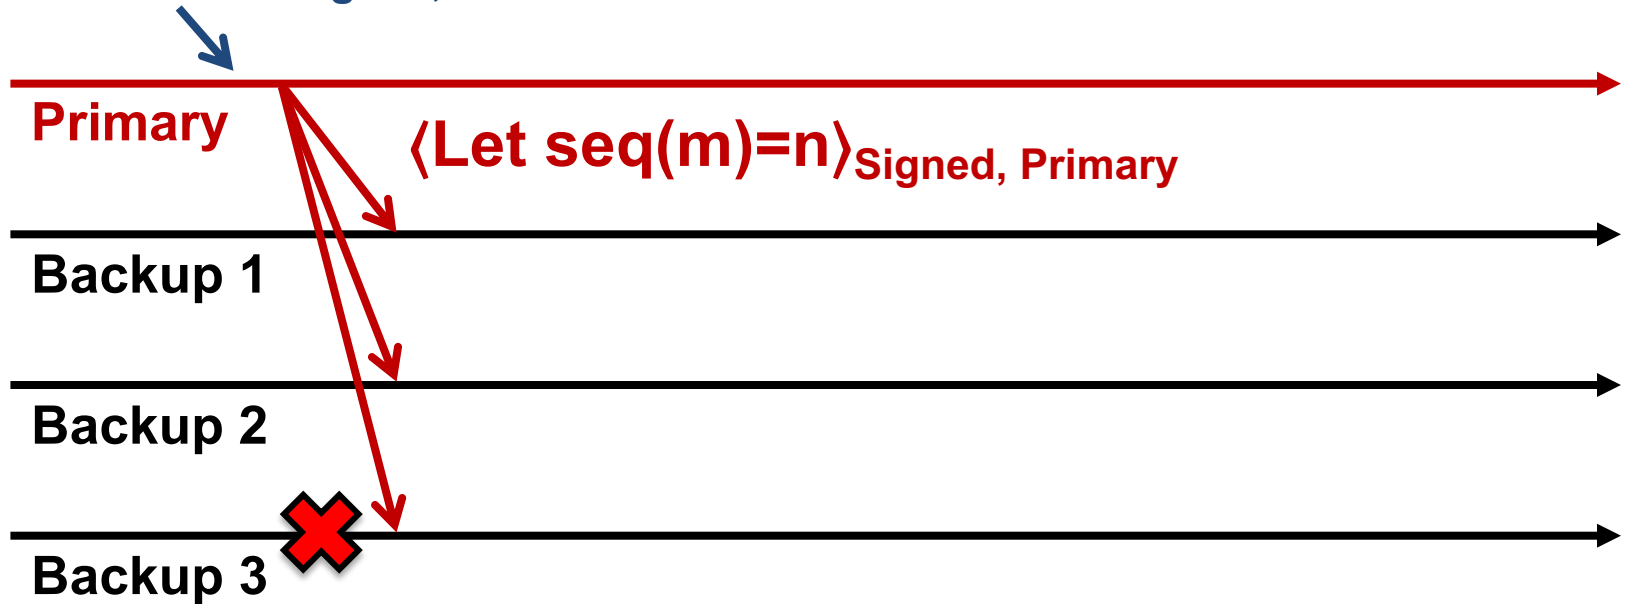 Primary
⟨Let seq(m)=n⟩Signed, Primary
Backup 1
Backup 2
Backup 3